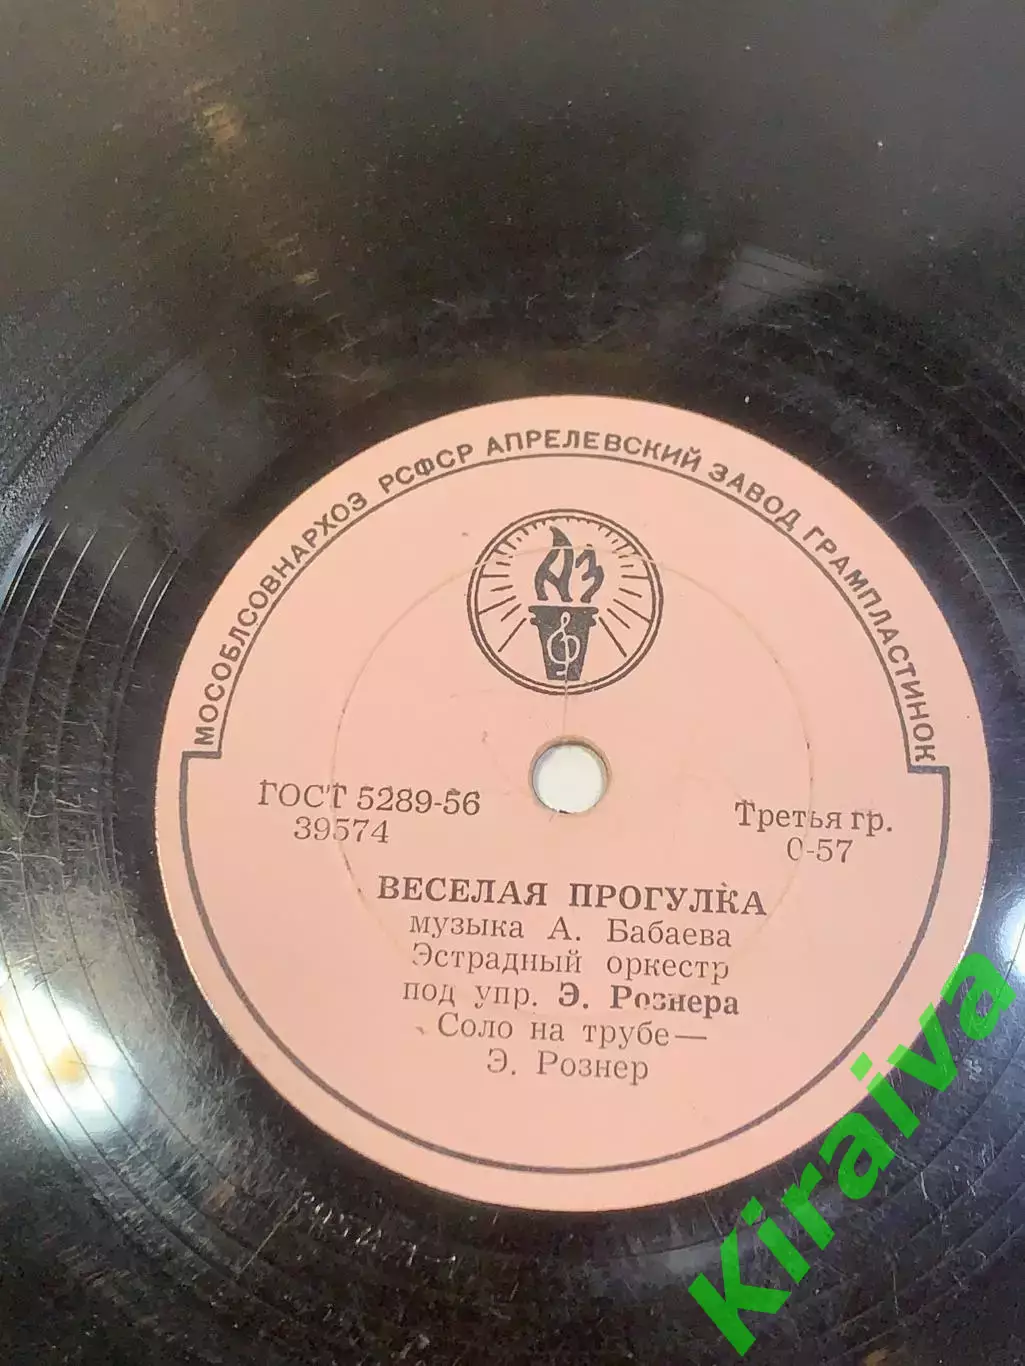 МОСОБЛСОВНАРХОЗ РСФСР АПРЕЛЕВСКИЙ ЗАВОД ГРАМПЛАСТИНОК
АЗ
ГОСТ 5289-56
39574
Третья гр.
0-57
ВЕСЕЛАЯ ПРОГУЛКА
музыка А. Бабаева
Эстрадный оркестр
под упр. Э. Рознера
Соло на трубе—
Э. Рознер
Kiraiva